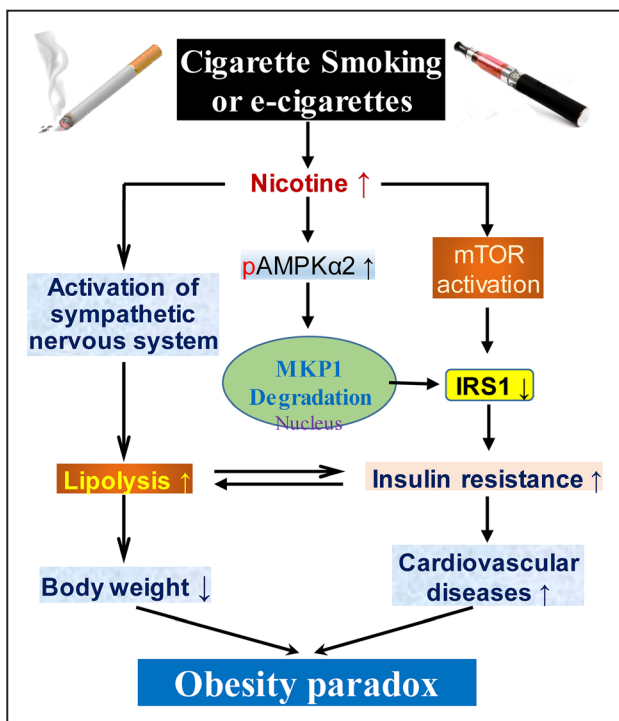 Cigarette Smoking
or e-cigarettes
Nicotine ↑
Activation of
sympathetic
nervous system
pAMPKα2 ↑
mTOR
activation
MKP1
Degradation
Nucleus
IRS1 ↓
Lipolysis ↑
Insulin resistance ↑
Body weight ↓
Cardiovascular
diseases ↑
Obesity paradox